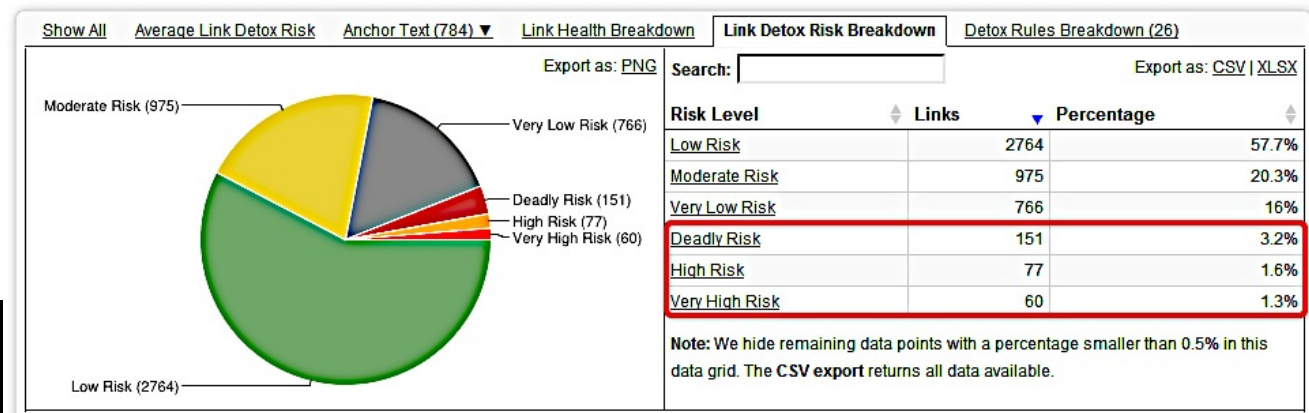 Show All Average Link Detox Risk Anchor Text (784) ▼ Link Health Breakdown Link Detox Risk Breakdown Detox Rules Breakdown (26)
Export as: PNG
Moderate Risk (975)
Very Low Risk (766)
Deadly Risk (151)
High Risk (77)
Very High Risk (60)
Low Risk (2764)
Search: Export as: CSV | XLSX
Risk Level Links Percentage
Low Risk 2764 57.7%
Moderate Risk 975 20.3%
Very Low Risk 766 16%
Deadly Risk 151 3.2%
High Risk 77 1.6%
Very High Risk 60 1.3%
Note: We hide remaining data points with a percentage smaller than 0.5% in this
data grid. The CSV export returns all data available.